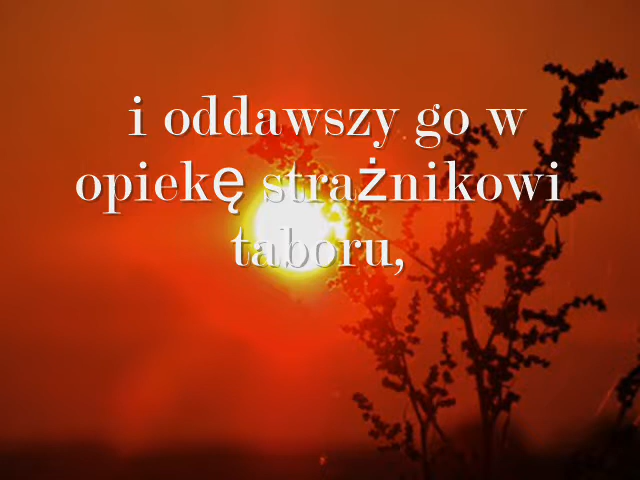 i oddawszy go w
opiekę strażnikowi
taboru,